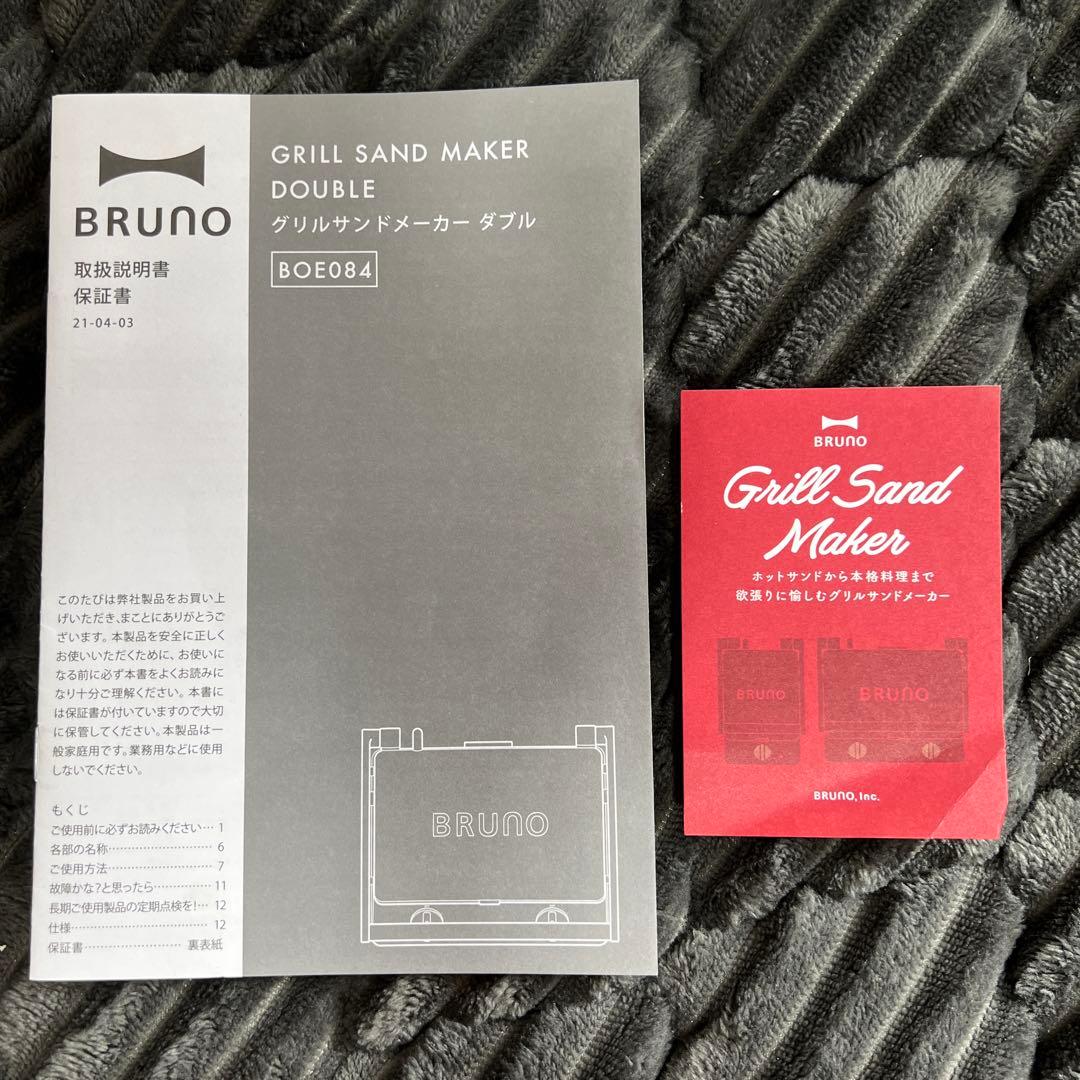 BRUNO
取扱説明書
保証書
21-04-03
GRILL SAND MAKER
DOUBLE
グリルサンドメーカー ダブル
BOE084
このたびは弊社製品をお買い上
げいただき、まことにありがとうご
ざいます。本製品を安全に正しく
お使いいただくために、お使いに
なる前に必ず本書をよくお読みに
なり十分ご理解ください。本書に
は保証書が付いていますので大切
に保管してください。本製品は一
般家庭用です。業務用などに使用
しないでください。
もくじ
ご使用前に必ずお読みください… 1
各部の名称……………………… 6
ご使用方法……………………… 7
故障かな?と思ったら…………… 11
長期ご使用製品の定期点検を!… 12
仕様……………………………… 12
保証書…………………… 裏表紙
BRUNO
BRUNO
Grill Sand
Maker
ホットサンドから本格料理まで
欲張りに愉しむグリルサンドメーカー
BRUNO
BRUNO
BRUNO, Inc.